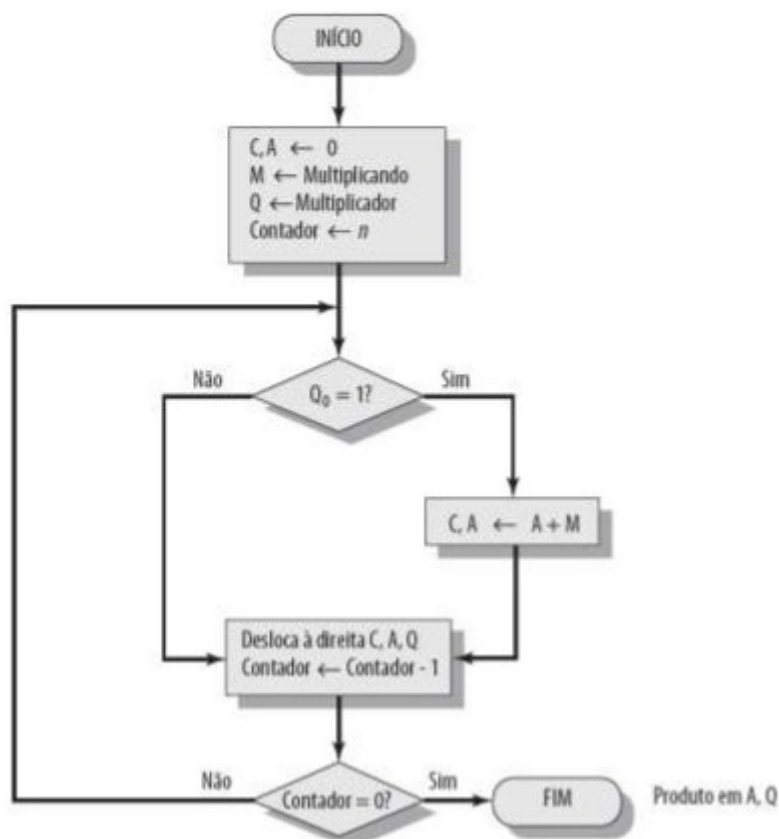 INÍCIO
C, A ← 0
M ← Multiplicando
Q ← Multiplicador
Contador ← n
Não
Q₀ = 1?
Sim
C, A ← A + M
Desloca à direita C, A, Q
Contador ← Contador - 1
Não
Contador = 0?
Sim
FIM
Produto em A, Q